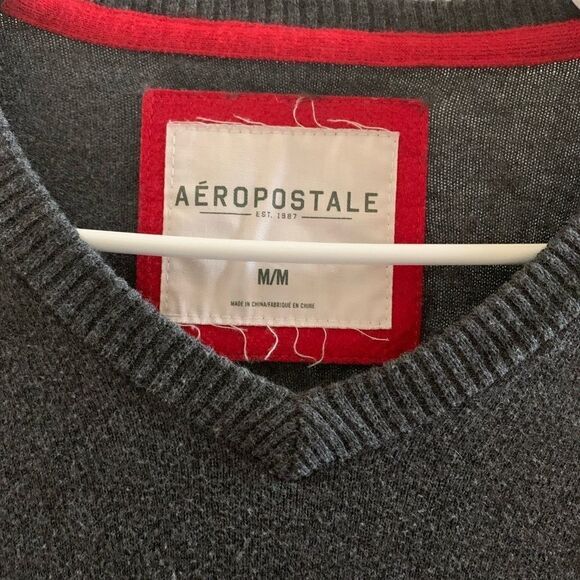 AÉROPOSTALE
EST. 1987
M/M
MADE IN CHINA/FABRIQUÉ EN CHINE